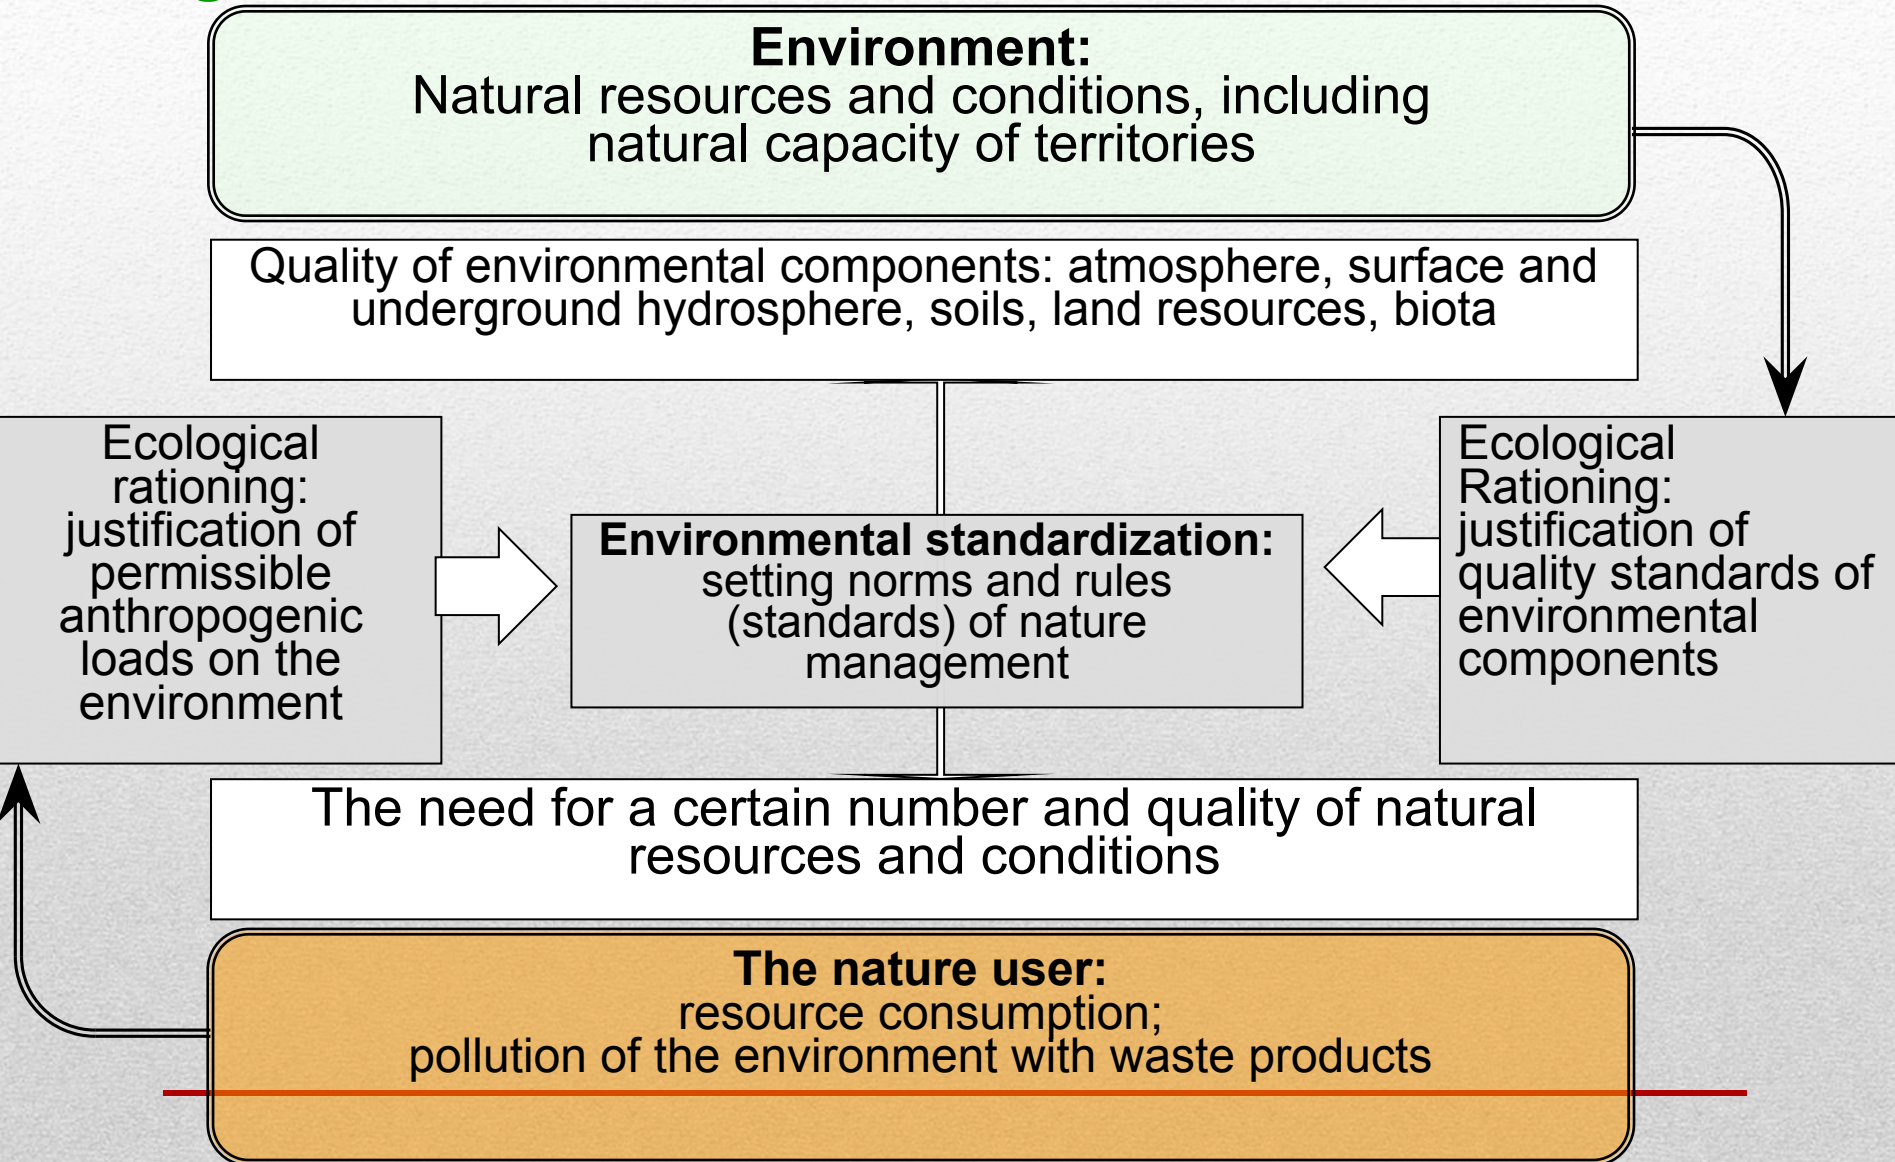 Environment:
Natural resources and conditions, including
natural capacity of territories
Quality of environmental components: atmosphere, surface and
underground hydrosphere, soils, land resources, biota
Ecological
rationing:
justification of
permissible
anthropogenic
loads on the
environment
Environmental standardization:
setting norms and rules
(standards) of nature
management
Ecological
Rationing:
justification of
quality standards of
environmental
components
The need for a certain number and quality of natural
resources and conditions
The nature user:
resource consumption;
pollution of the environment with waste products